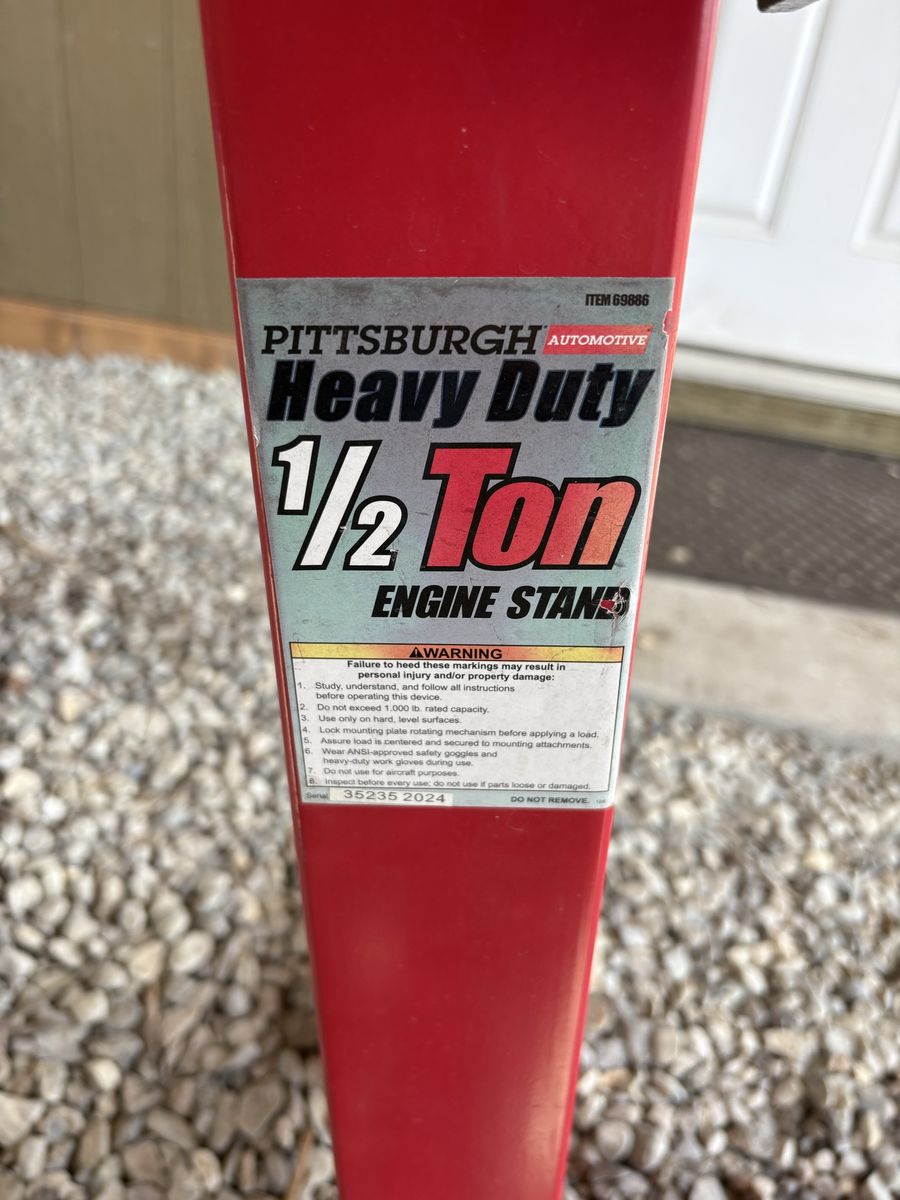 ITEM 69886
PITTSBURGH AUTOMOTIVE
Heavy Duty
1/2 Ton
ENGINE STAND
⚠WARNING
Failure to heed these markings may result in
personal injury and/or property damage:
1. Study, understand, and follow all instructions
before operating this device.
2. Do not exceed 1,000 lb. rated capacity.
3. Use only on hard, level surfaces.
4. Lock mounting plate rotating mechanism before applying a load.
5. Assure load is centered and secured to mounting attachments.
6. Wear ANSI-approved safety goggles and
heavy-duty work gloves during use.
7. Do not use for aircraft purposes.
8. Inspect before every use; do not use if parts loose or damaged.
Serial 35235 2024 DO NOT REMOVE.